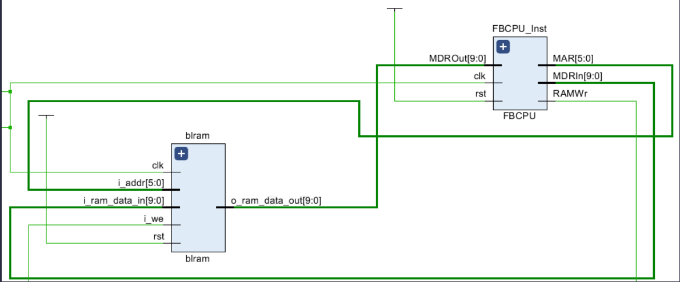 FBCPU_Inst
MDROut[9:0]
MAR[5:0]
clk
MDRIn[9:0]
rst
RAMWr
FBCPU
blram
clk
i_addr[5:0]
i_ram_data_in[9:0]
o_ram_data_out[9:0]
i_we
rst
blram